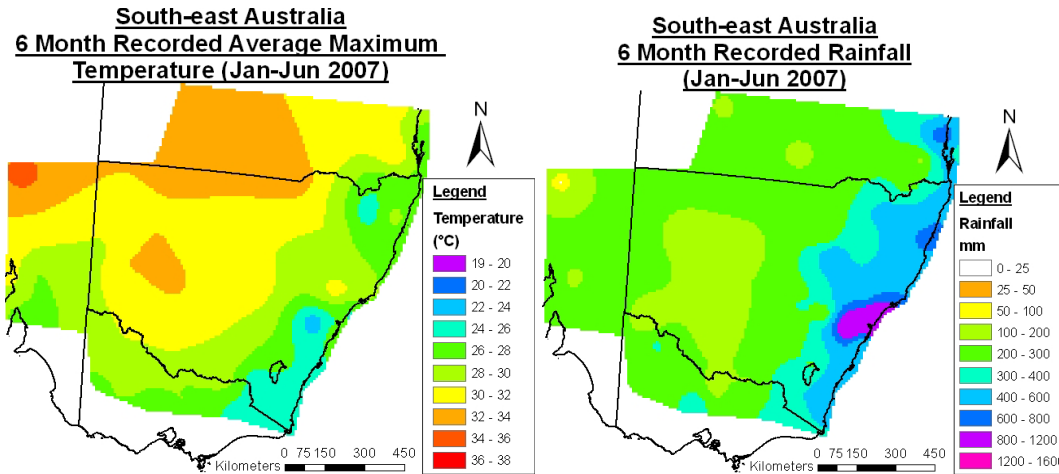 South-east Australia
6 Month Recorded Average Maximum
Temperature (Jan-Jun 2007)
N
Legend
Temperature
(°C)
19 - 20
20 - 22
22 - 24
24 - 26
26 - 28
28 - 30
30 - 32
32 - 34
34 - 36
36 - 38
0 75 150 300 450
Kilometers
South-east Australia
6 Month Recorded Rainfall
(Jan-Jun 2007)
N
Legend
Rainfall
mm
0 - 25
25 - 50
50 - 100
100 - 200
200 - 300
300 - 400
400 - 600
600 - 800
800 - 1200
1200 - 1600
0 75 150 300 450
Kilometers